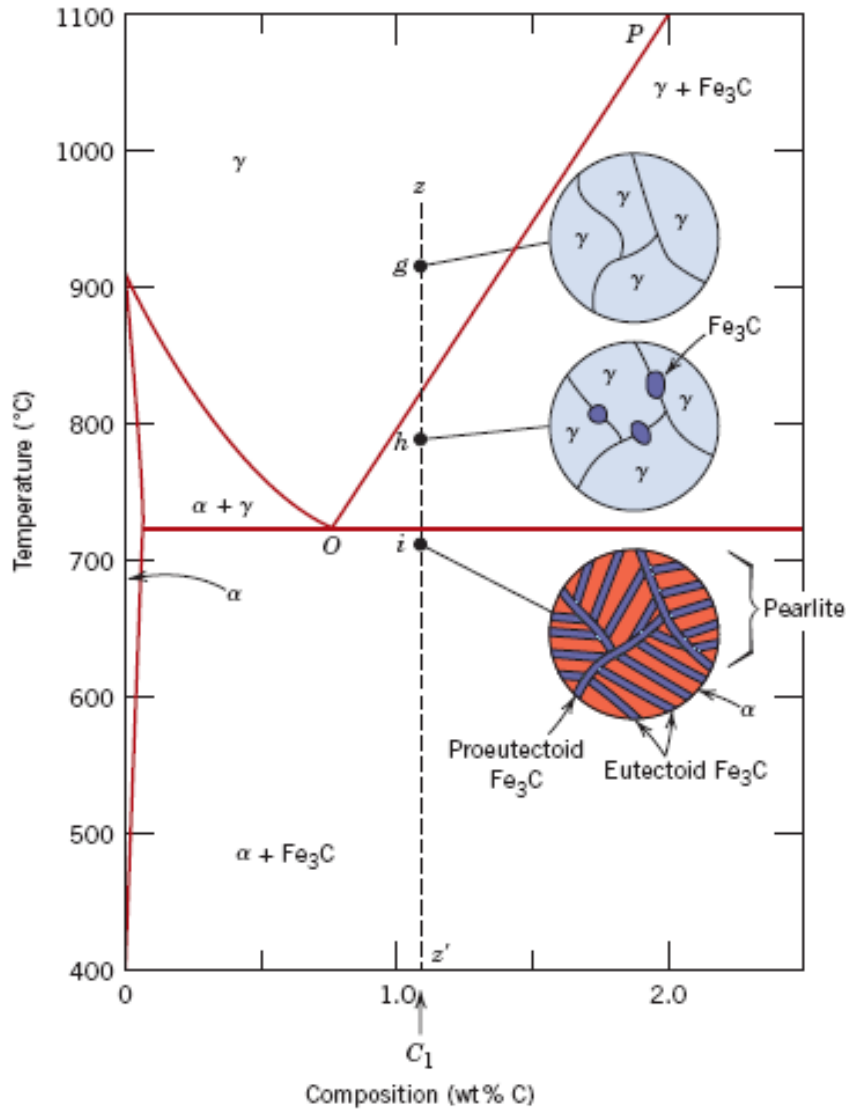 1100
P
γ + Fe₃C
1000
γ
z
γ
γ
γ
g
γ
900
Fe₃C
γ
γ
800
h
γ
γ
Temperature (°C)
α + γ
O
i
700
α
Pearlite
600
α
Proeutectoid
Fe₃C
Eutectoid Fe₃C
500
α + Fe₃C
z′
400
0
1.0
2.0
C₁
Composition (wt% C)